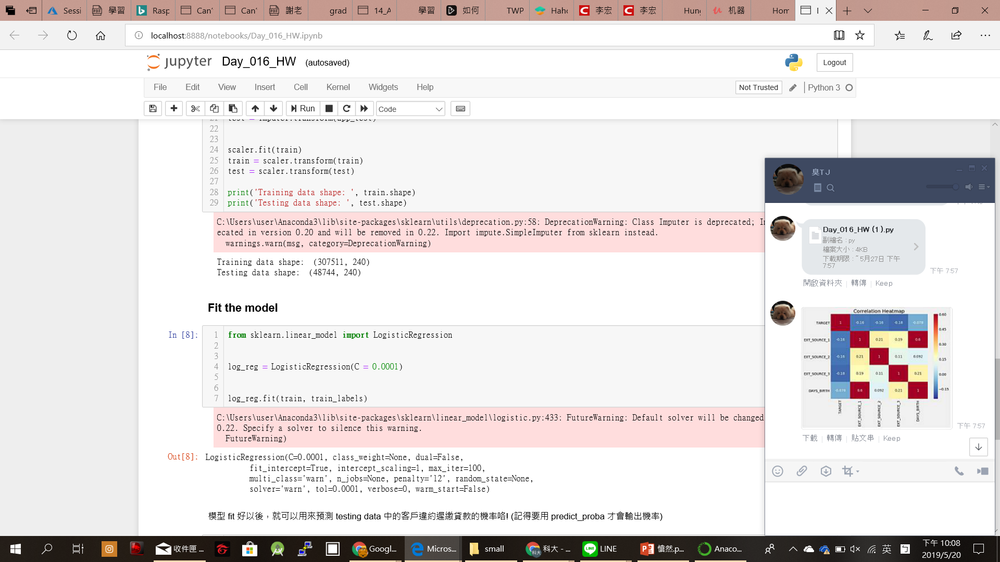 Sessi
學習
Rasp
Can'
Can'
謝老
grad
14_A
學習
如何
TWP
Haho
李宏
李宏
Hung
机器
Hom
localhost:8888/notebooks/Day_016_HW.ipynb
jupyter Day_016_HW (autosaved)
Logout
File Edit View Insert Cell Kernel Widgets Help
Not Trusted Python 3
Run Code
21 test = imputer.transform(app_test)
22
23
24 scaler.fit(train)
25 train = scaler.transform(train)
26 test = scaler.transform(test)
27
28 print('Training data shape: ', train.shape)
29 print('Testing data shape: ', test.shape)
C:\Users\user\Anaconda3\lib\site-packages\sklearn\utils\deprecation.py:58: DeprecationWarning: Class Imputer is deprecated;
ecated in version 0.20 and will be removed in 0.22. Import impute.SimpleImputer from sklearn instead.
warnings.warn(msg, category=DeprecationWarning)
Training data shape:  (307511, 240)
Testing data shape:  (48744, 240)
Fit the model
In [8]:
1 from sklearn.linear_model import LogisticRegression
2
3
4 log_reg = LogisticRegression(C = 0.0001)
5
6
7 log_reg.fit(train, train_labels)
C:\Users\user\Anaconda3\lib\site-packages\sklearn\linear_model\logistic.py:433: FutureWarning: Default solver will be changed
0.22. Specify a solver to silence this warning.
FutureWarning)
Out[8]: LogisticRegression(C=0.0001, class_weight=None, dual=False,
fit_intercept=True, intercept_scaling=1, max_iter=100,
multi_class='warn', n_jobs=None, penalty='l2', random_state=None,
solver='warn', tol=0.0001, verbose=0, warm_start=False)
模型 fit 好以後，就可以用來預測 testing data 中的客戶違約遲繳貸款的機率咯! (記得要用 predict_proba 才會輸出機率)
臭TJ
Day_016_HW (1).py
副檔名 : py
檔案大小 : 4KB
下載期限 : ~ 5月27日 下午
7:57
下午 7:57
開啟資料夾 | 轉傳 | Keep
Correlation Heatmap
TARGET 1 -0.16 -0.16 -0.18 -0.078
EXT_SOURCE_1 -0.16 1 0.21 0.19 0.6
EXT_SOURCE_2 -0.16 0.21 1 0.11 0.092
EXT_SOURCE_3 -0.18 0.19 0.11 1 0.21
DAYS_BIRTH -0.078 0.6 0.092 0.21 1
TARGET EXT_SOURCE_1 EXT_SOURCE_2 EXT_SOURCE_3 DAYS_BIRTH
0.60
0.45
0.30
0.15
0.00
-0.15
下午 7:57
下載 | 轉傳 | 貼文串 | Keep
收件匣 ...
Googl...
Micros...
small
科大 - ...
LINE
愴然.p...
Anaco...
英
下午 10:08
2019/5/20